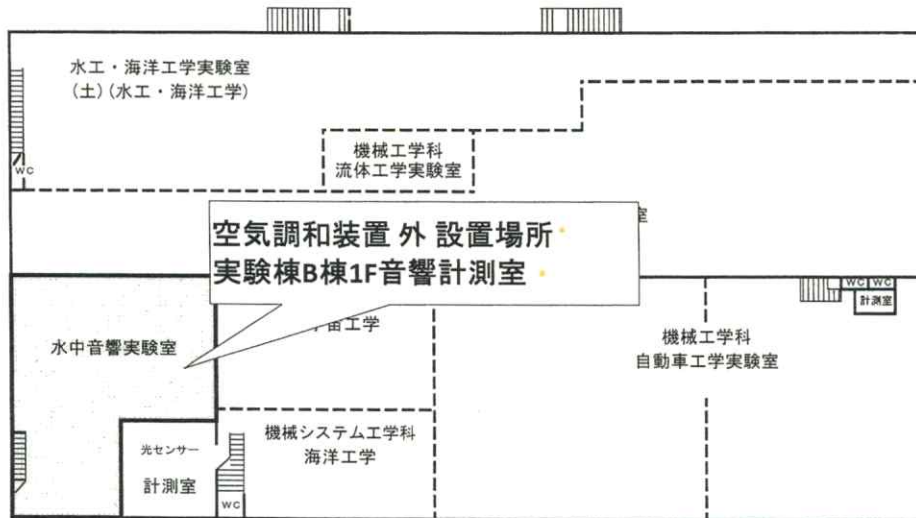 水工・海洋工学実験室
(土)(水工・海洋工学)
WC
機械工学科
流体工学実験室
室
空気調和装置 外 設置場所
実験棟B棟1F音響計測室
宇宙工学
水中音響実験室
WC WC
計測室
機械工学科
自動車工学実験室
光センサー
計測室
機械システム工学科
海洋工学
WC